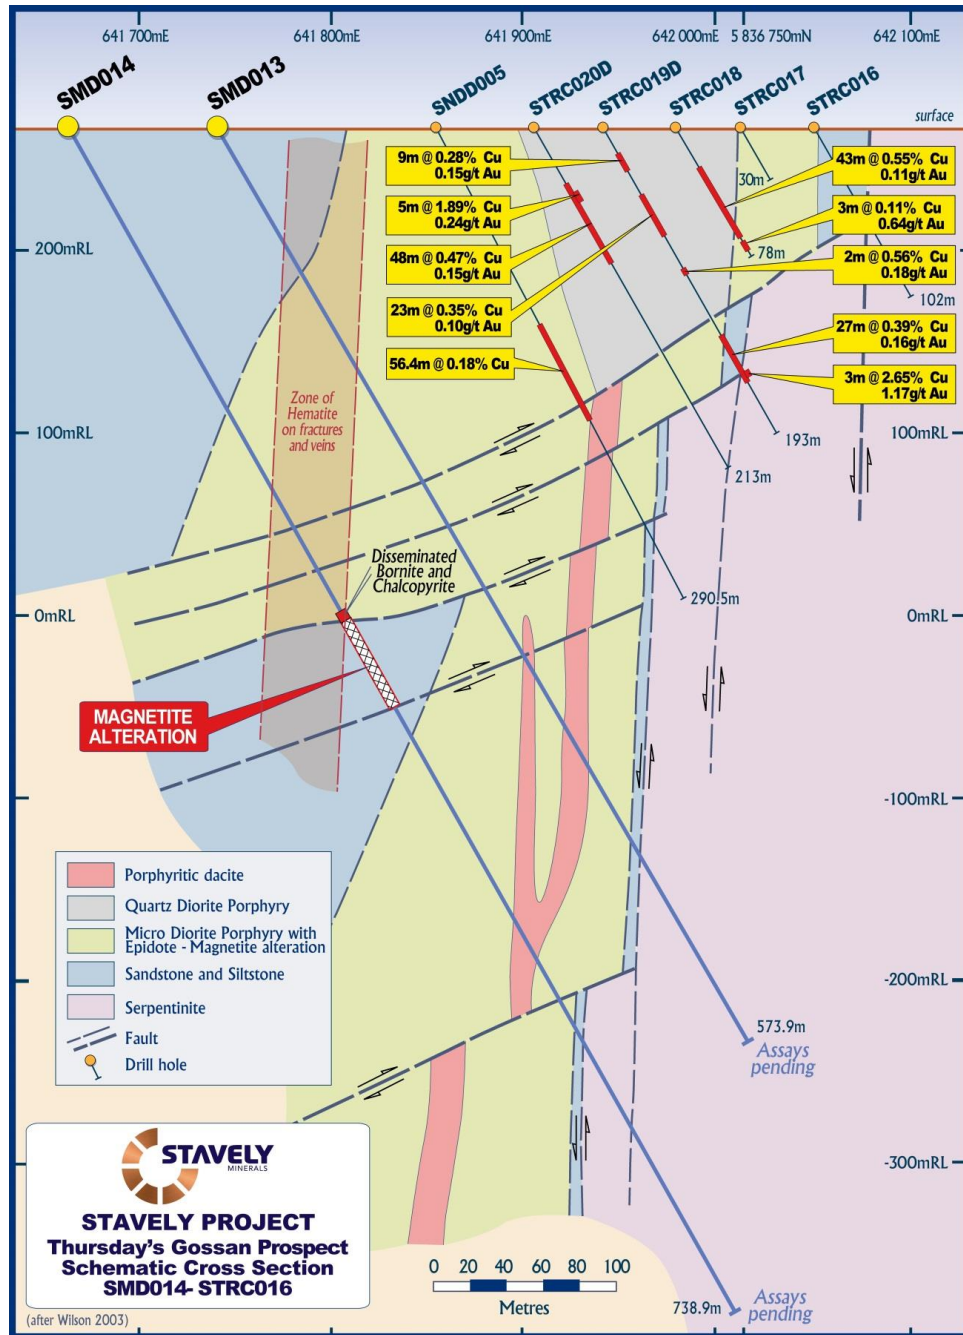 641 700mE
641 800mE
641 900mE
642 000mE
5 836 750mN
642 100mE
SMD014
SMD013
SNDD005
STRC020D
STRC019D
STRC018
STRC017
STRC016
surface
9m @ 0.28% Cu
0.15g/t Au
5m @ 1.89% Cu
0.24g/t Au
48m @ 0.47% Cu
0.15g/t Au
23m @ 0.35% Cu
0.10g/t Au
56.4m @ 0.18% Cu
43m @ 0.55% Cu
0.11g/t Au
3m @ 0.11% Cu
0.64g/t Au
2m @ 0.56% Cu
0.18g/t Au
27m @ 0.39% Cu
0.16g/t Au
3m @ 2.65% Cu
1.17g/t Au
30m
78m
102m
193m
213m
290.5m
200mRL
100mRL
0mRL
100mRL
0mRL
-100mRL
-200mRL
-300mRL
Zone of
Hematite
on fractures
and veins
Disseminated
Bornite and
Chalcopyrite
MAGNETITE
ALTERATION
Porphyritic dacite
Quartz Diorite Porphyry
Micro Diorite Porphyry with
Epidote - Magnetite alteration
Sandstone and Siltstone
Serpentinite
Fault
Drill hole
573.9m
Assays
pending
738.9m
Assays
pending
STAVELY
MINERALS
STAVELY PROJECT
Thursday's Gossan Prospect
Schematic Cross Section
SMD014- STRC016
(after Wilson 2003)
0 20 40 60 80 100
Metres